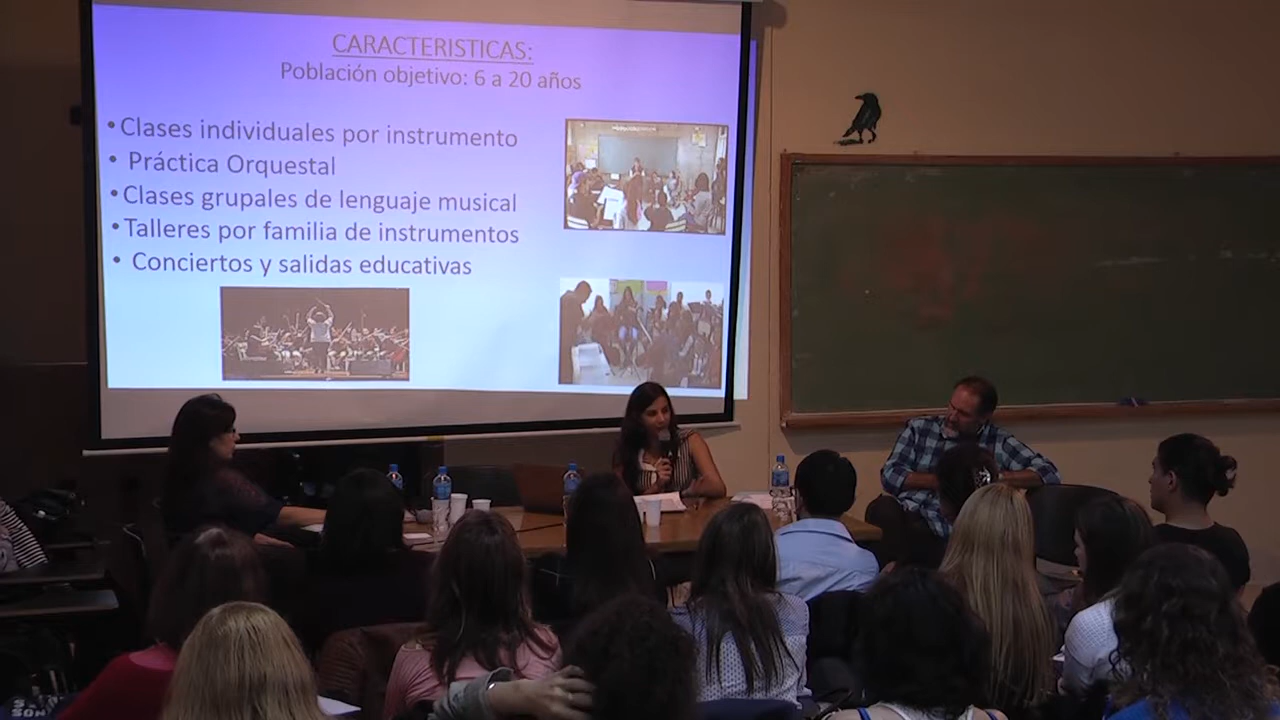 CARACTERISTICAS:
Población objetivo: 6 a 20 años
• Clases individuales por instrumento
• Práctica Orquestal
• Clases grupales de lenguaje musical
• Talleres por familia de instrumentos
• Conciertos y salidas educativas